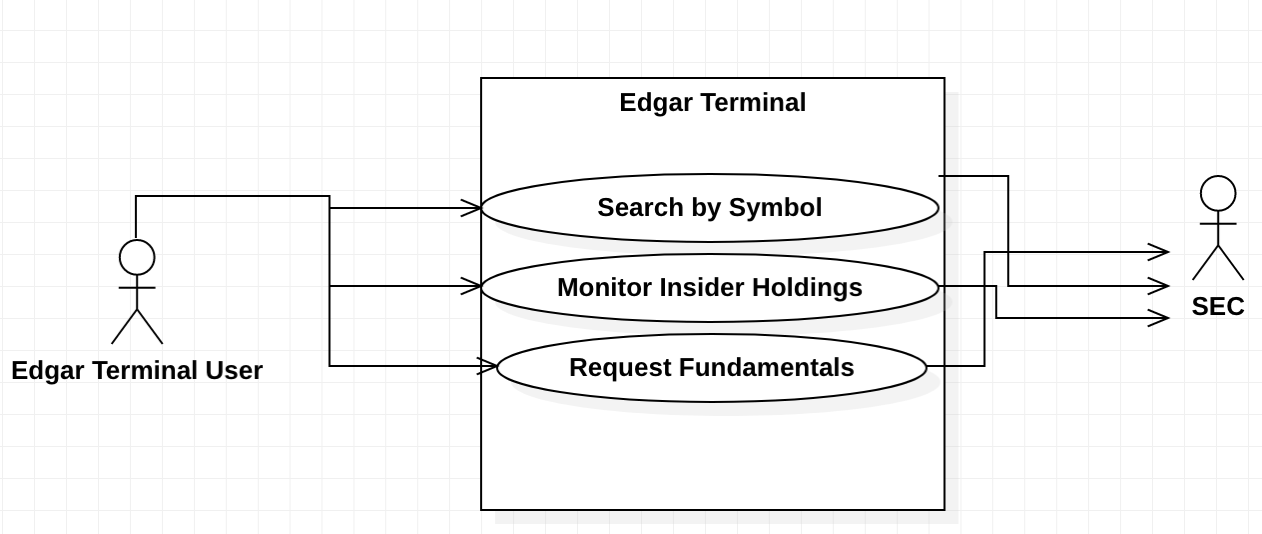 Edgar Terminal
Search by Symbol
Monitor Insider Holdings
SEC
Request Fundamentals
Edgar Terminal User